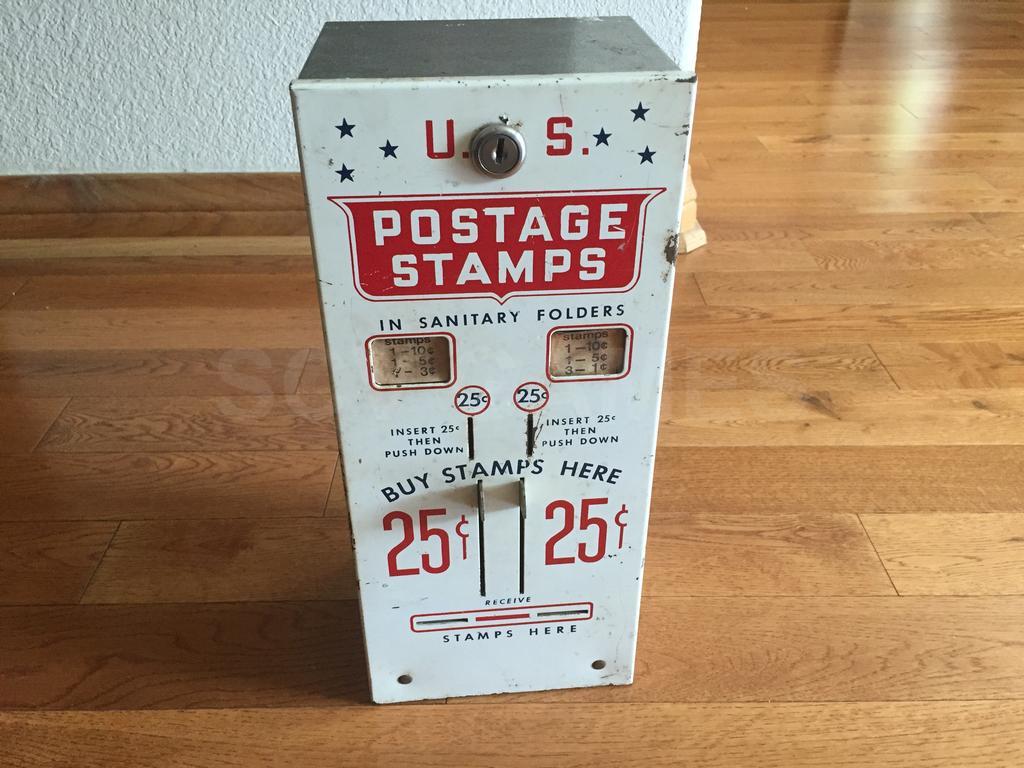 U. S.
POSTAGE
STAMPS
IN SANITARY FOLDERS
stamps
1-10¢
1- 5¢
3¢
stamps
1-10¢
1- 5¢
3- 1¢
25¢
25¢
INSERT 25¢
THEN
PUSH DOWN
INSERT 25¢
THEN
PUSH DOWN
BUY STAMPS HERE
25¢
25¢
RECEIVE
STAMPS HERE